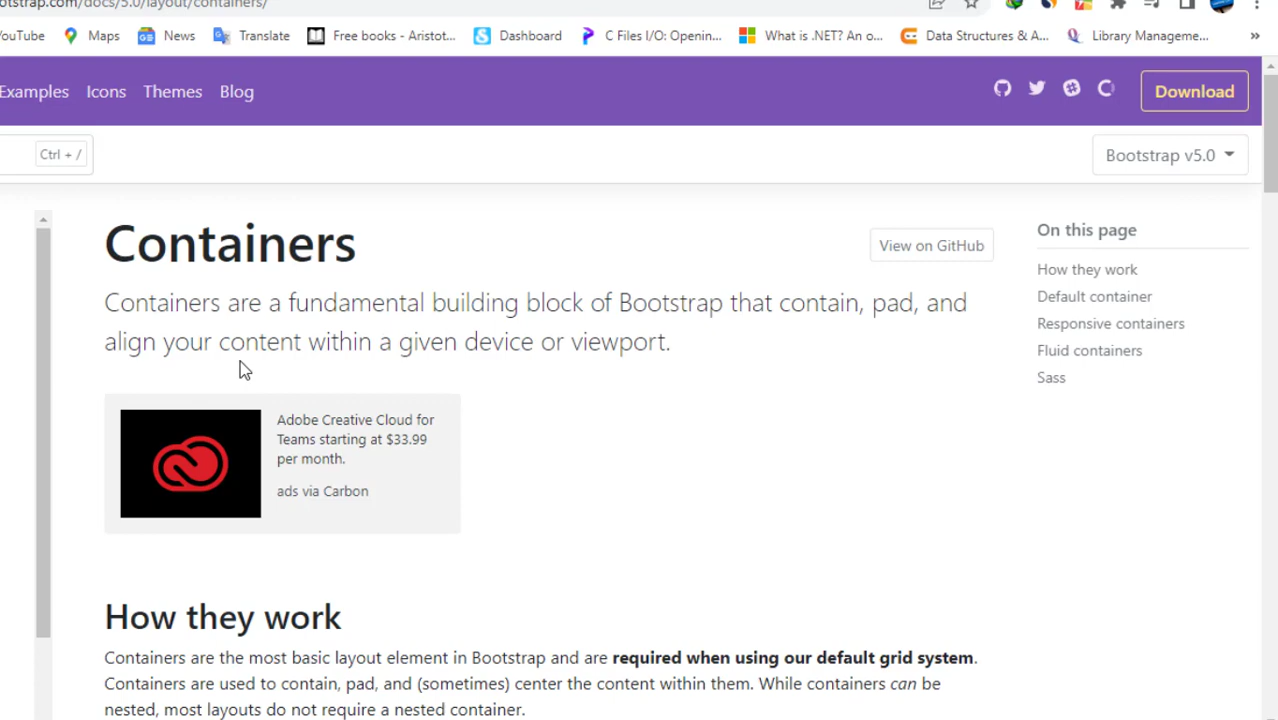 otstrap.com/docs/5.0/layout/containers/
YouTube Maps News Translate Free books - Aristot... Dashboard C Files I/O: Openin... What is .NET? An o... Data Structures & A... Library Manageme... »
Examples Icons Themes Blog Download
Ctrl + / Bootstrap v5.0
Containers
View on GitHub
Containers are a fundamental building block of Bootstrap that contain, pad, and
align your content within a given device or viewport.
Adobe Creative Cloud for
Teams starting at $33.99
per month.
ads via Carbon
How they work
Containers are the most basic layout element in Bootstrap and are required when using our default grid system.
Containers are used to contain, pad, and (sometimes) center the content within them. While containers can be
nested, most layouts do not require a nested container.
On this page
How they work
Default container
Responsive containers
Fluid containers
Sass